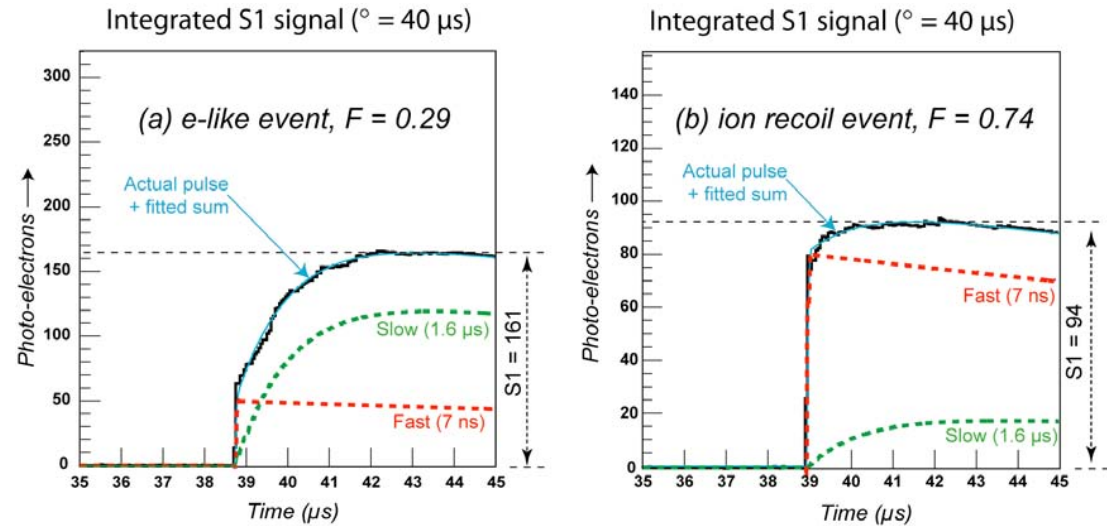 Integrated S1 signal (° = 40 µs)
300
250
200
150
100
50
0
Photo-electrons
(a) e-like event, F = 0.29
Actual pulse
+ fitted sum
Slow (1.6 µs)
Fast (7 ns)
S1 = 161
35 36 37 38 39 40 41 42 43 44 45
Time (µs)
Integrated S1 signal (° = 40 µs)
140
120
100
80
60
40
20
0
Photo-electrons
(b) ion recoil event, F = 0.74
Actual pulse
+ fitted sum
Fast (7 ns)
Slow (1.6 µs)
S1 = 94
35 36 37 38 39 40 41 42 43 44 45
Time (µs)